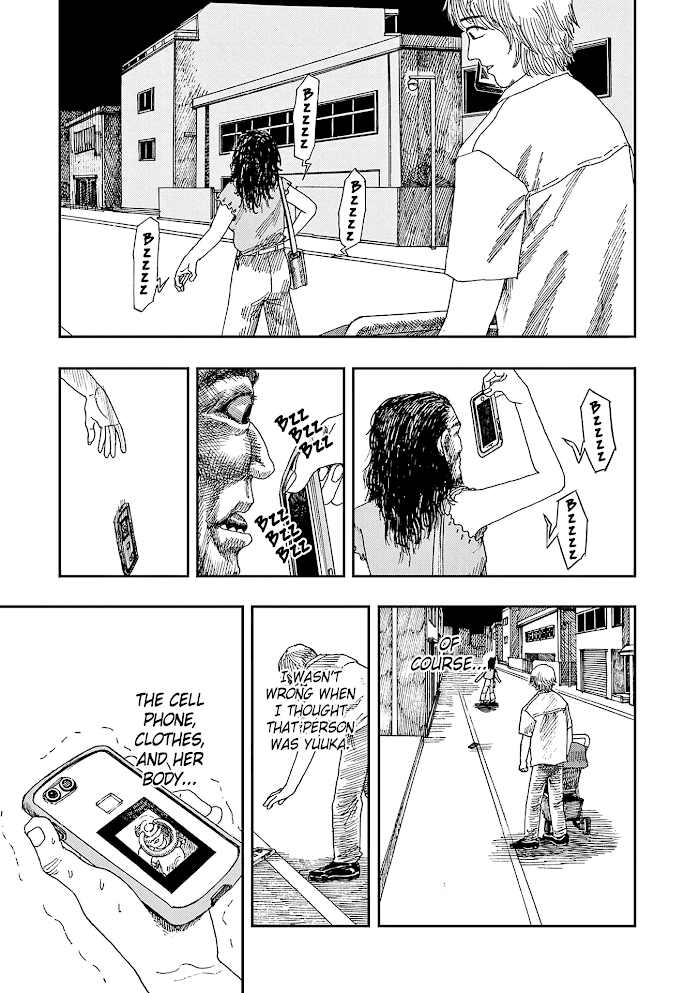 BZZZZ
BZZZZ
BZZZZ
BZZZZ
BZZZZ
BZZ
BZZ
BZZ
BZZ
BZZ
BZZ
OF
COURSE...
I WASN'T
WRONG WHEN
I THOUGHT
THAT PERSON
WAS YUUKA.
THE CELL
PHONE,
CLOTHES,
AND HER
BODY...